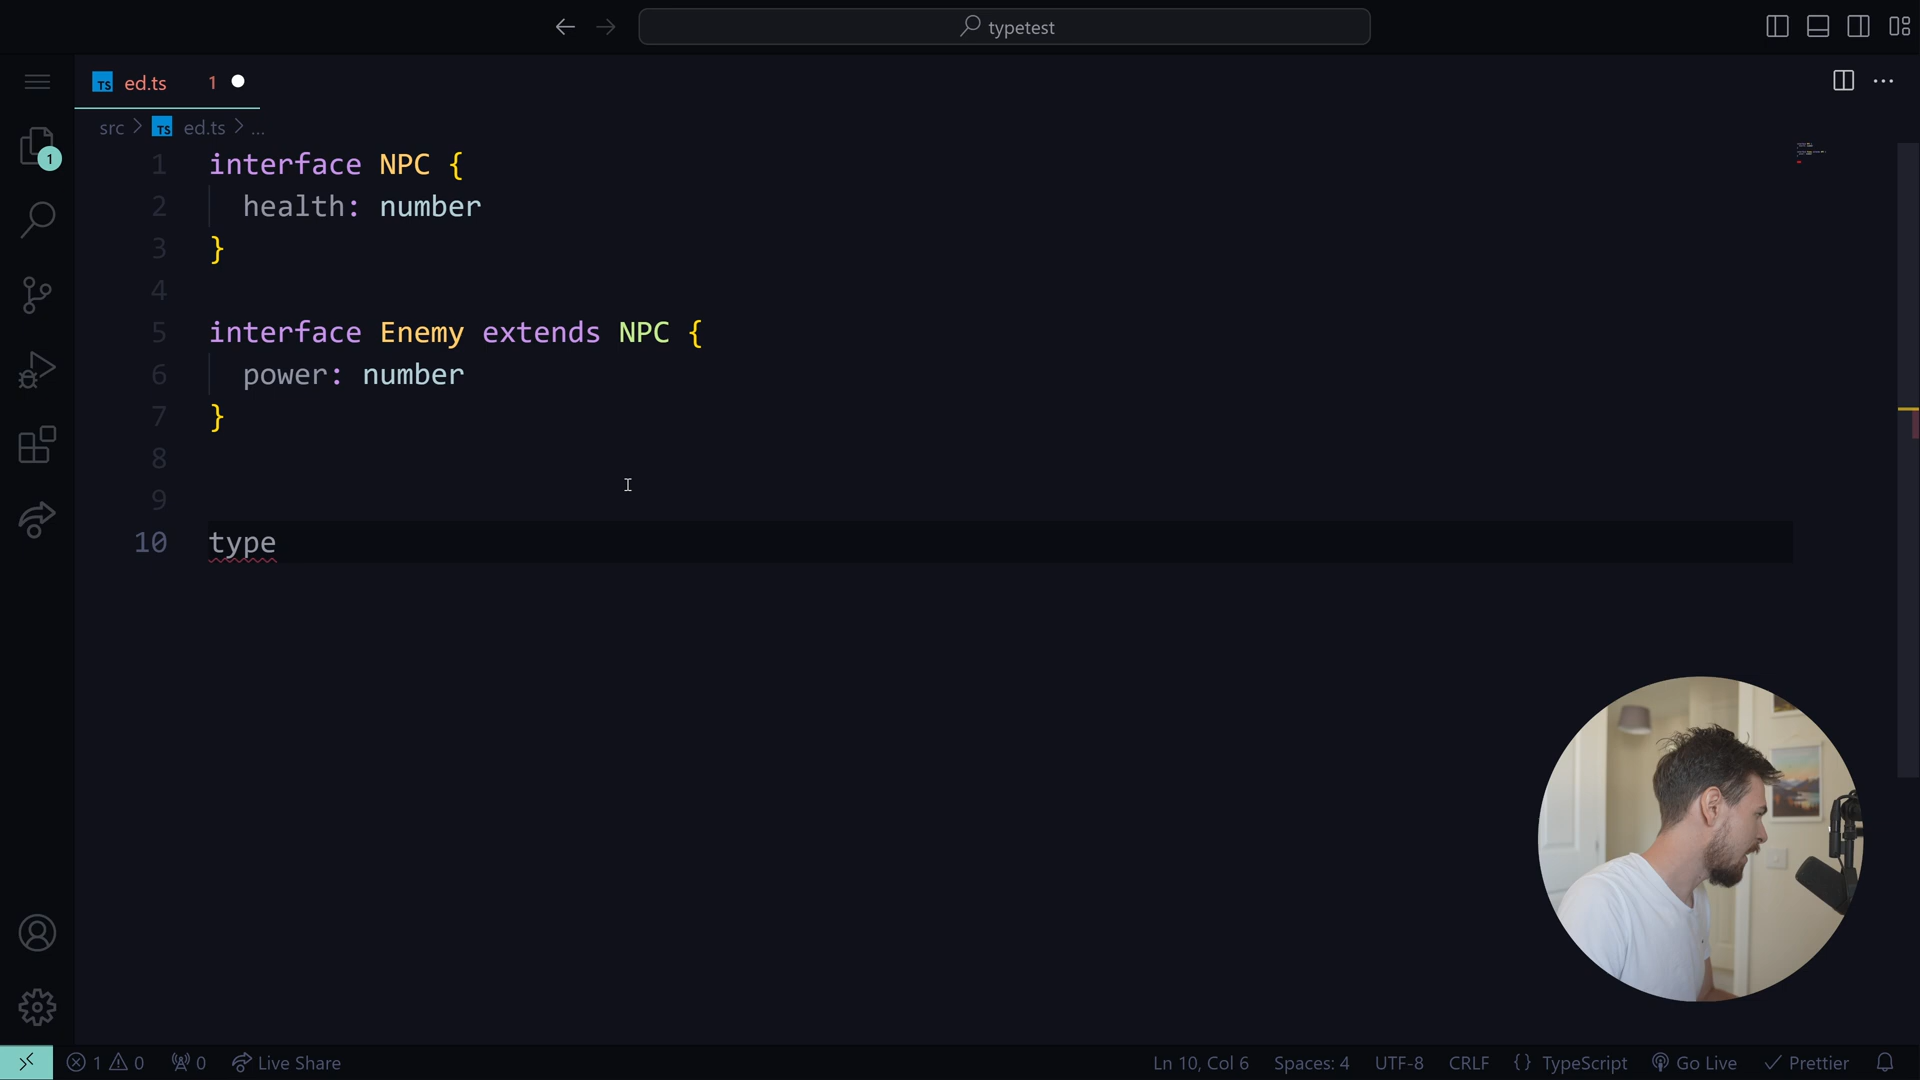 typetest
TS ed.ts 1
src > TS ed.ts > ...
1
1 interface NPC {
2 health: number
3 }
4
5 interface Enemy extends NPC {
6 power: number
7 }
8
9
10 type
1 0 0 Live Share Ln 10, Col 6 Spaces: 4 UTF-8 CRLF {} TypeScript Go Live Prettier